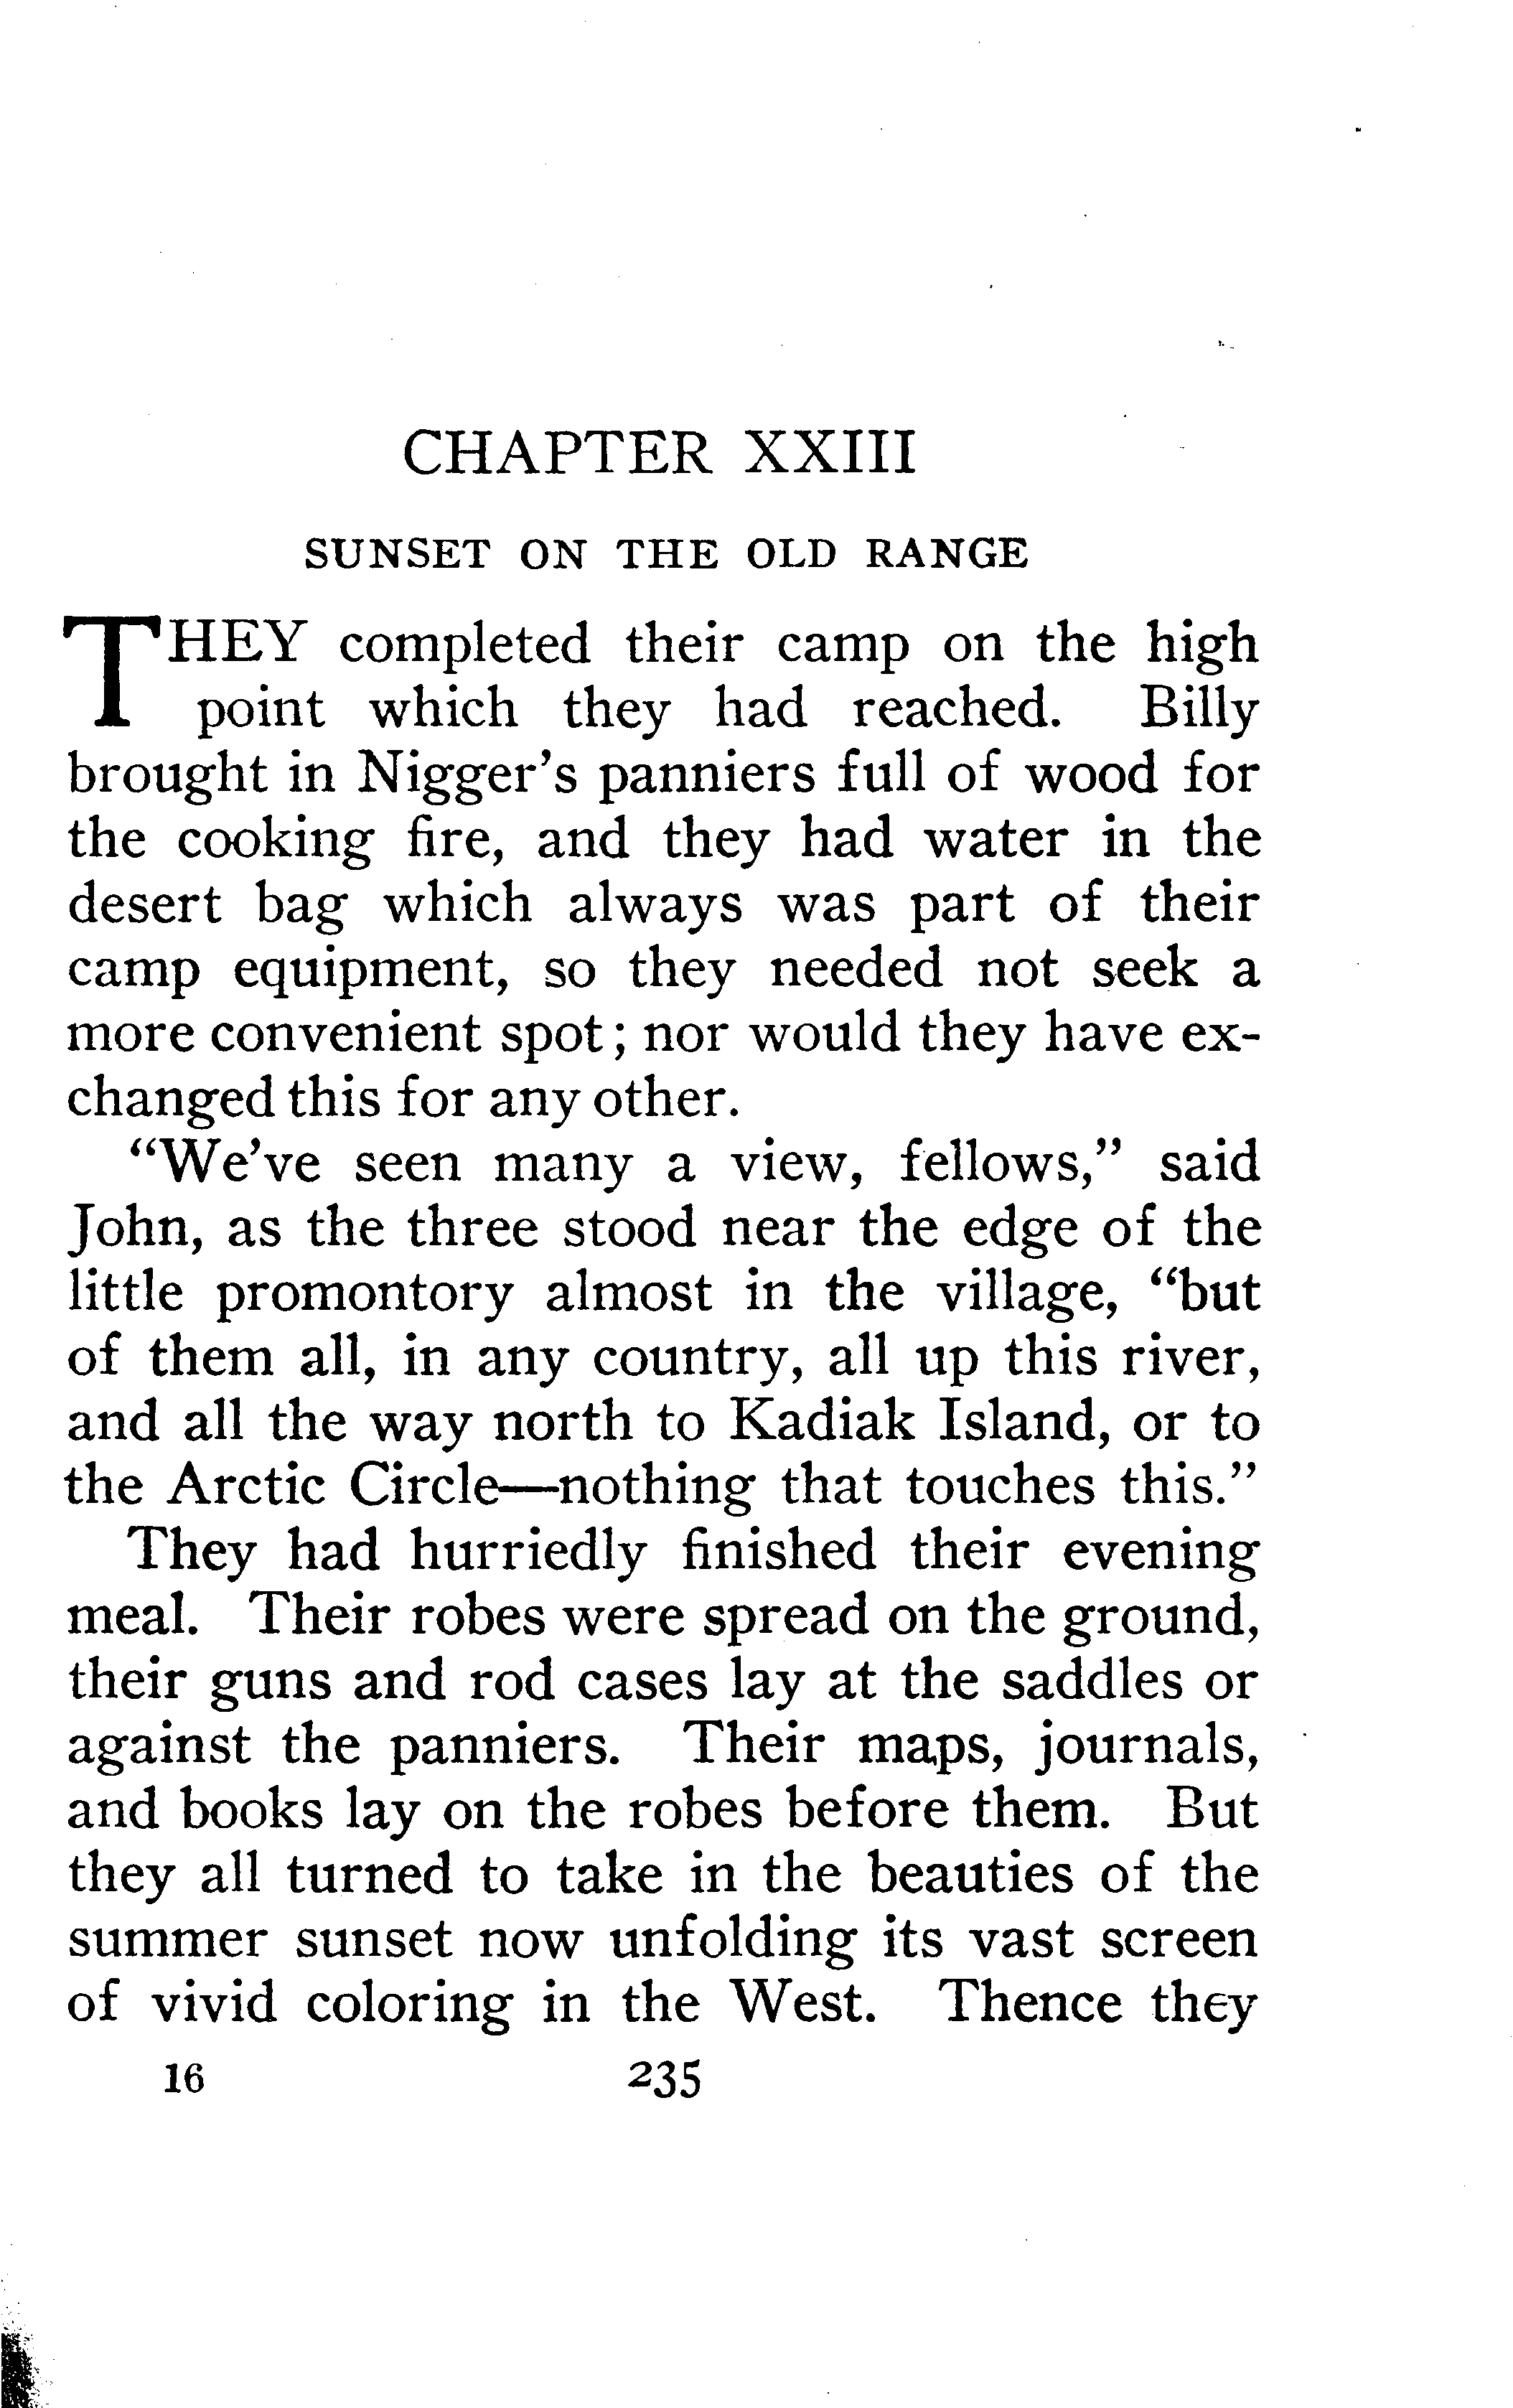 CHAPTER XXIII
SUNSET ON THE OLD RANGE
THEY completed their camp on the high
point which they had reached. Billy
brought in Nigger's panniers full of wood for
the cooking fire, and they had water in the
desert bag which always was part of their
camp equipment, so they needed not seek a
more convenient spot; nor would they have ex-
changed this for any other.
"We've seen many a view, fellows," said
John, as the three stood near the edge of the
little promontory almost in the village, "but
of them all, in any country, all up this river,
and all the way north to Kadiak Island, or to
the Arctic Circle—nothing that touches this."
They had hurriedly finished their evening
meal. Their robes were spread on the ground,
their guns and rod cases lay at the saddles or
against the panniers. Their maps, journals,
and books lay on the robes before them. But
they all turned to take in the beauties of the
summer sunset now unfolding its vast screen
of vivid coloring in the West. Thence they
16 235